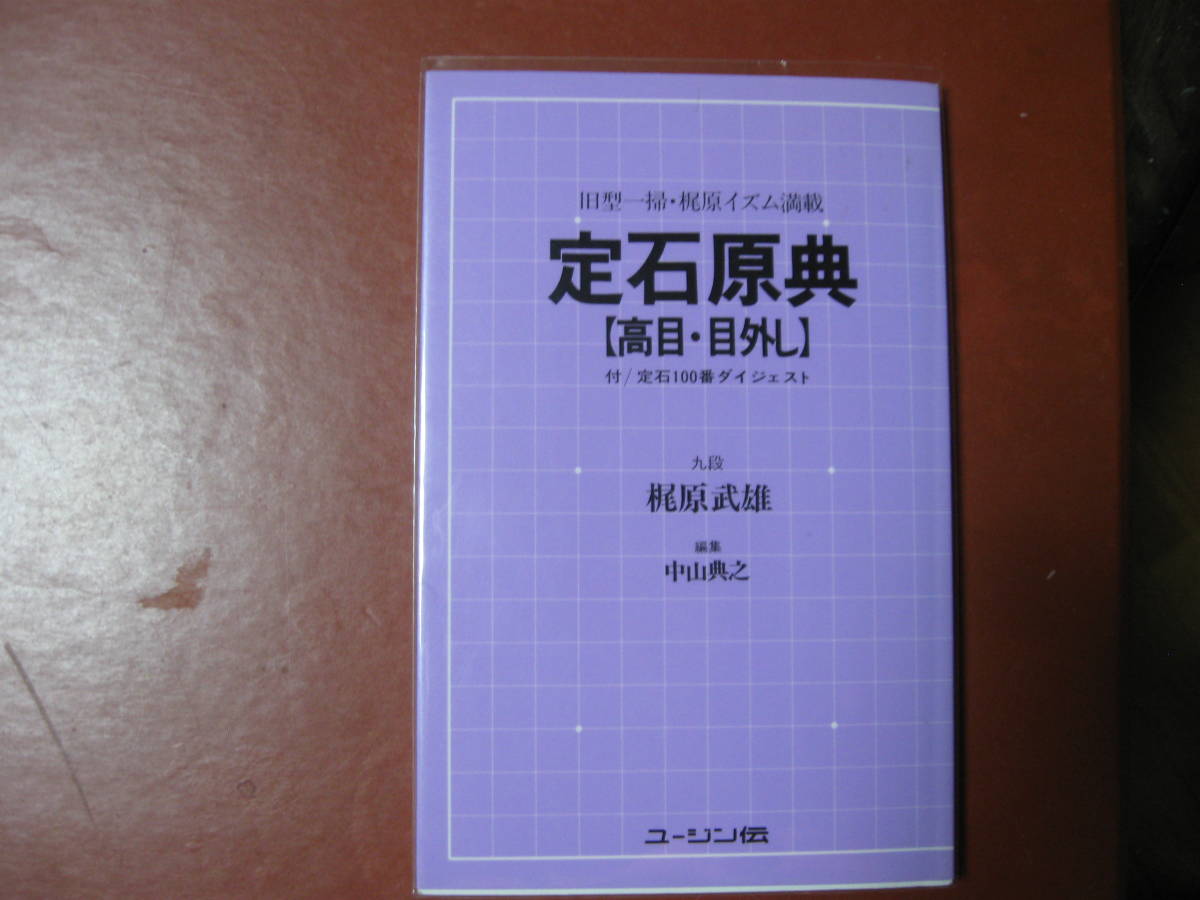 旧型一掃・梶原イズム満載
定石原典
【高目・目外し】
付/定石100番ダイジェスト
九段
梶原武雄
編集
中山典之
ユージン伝